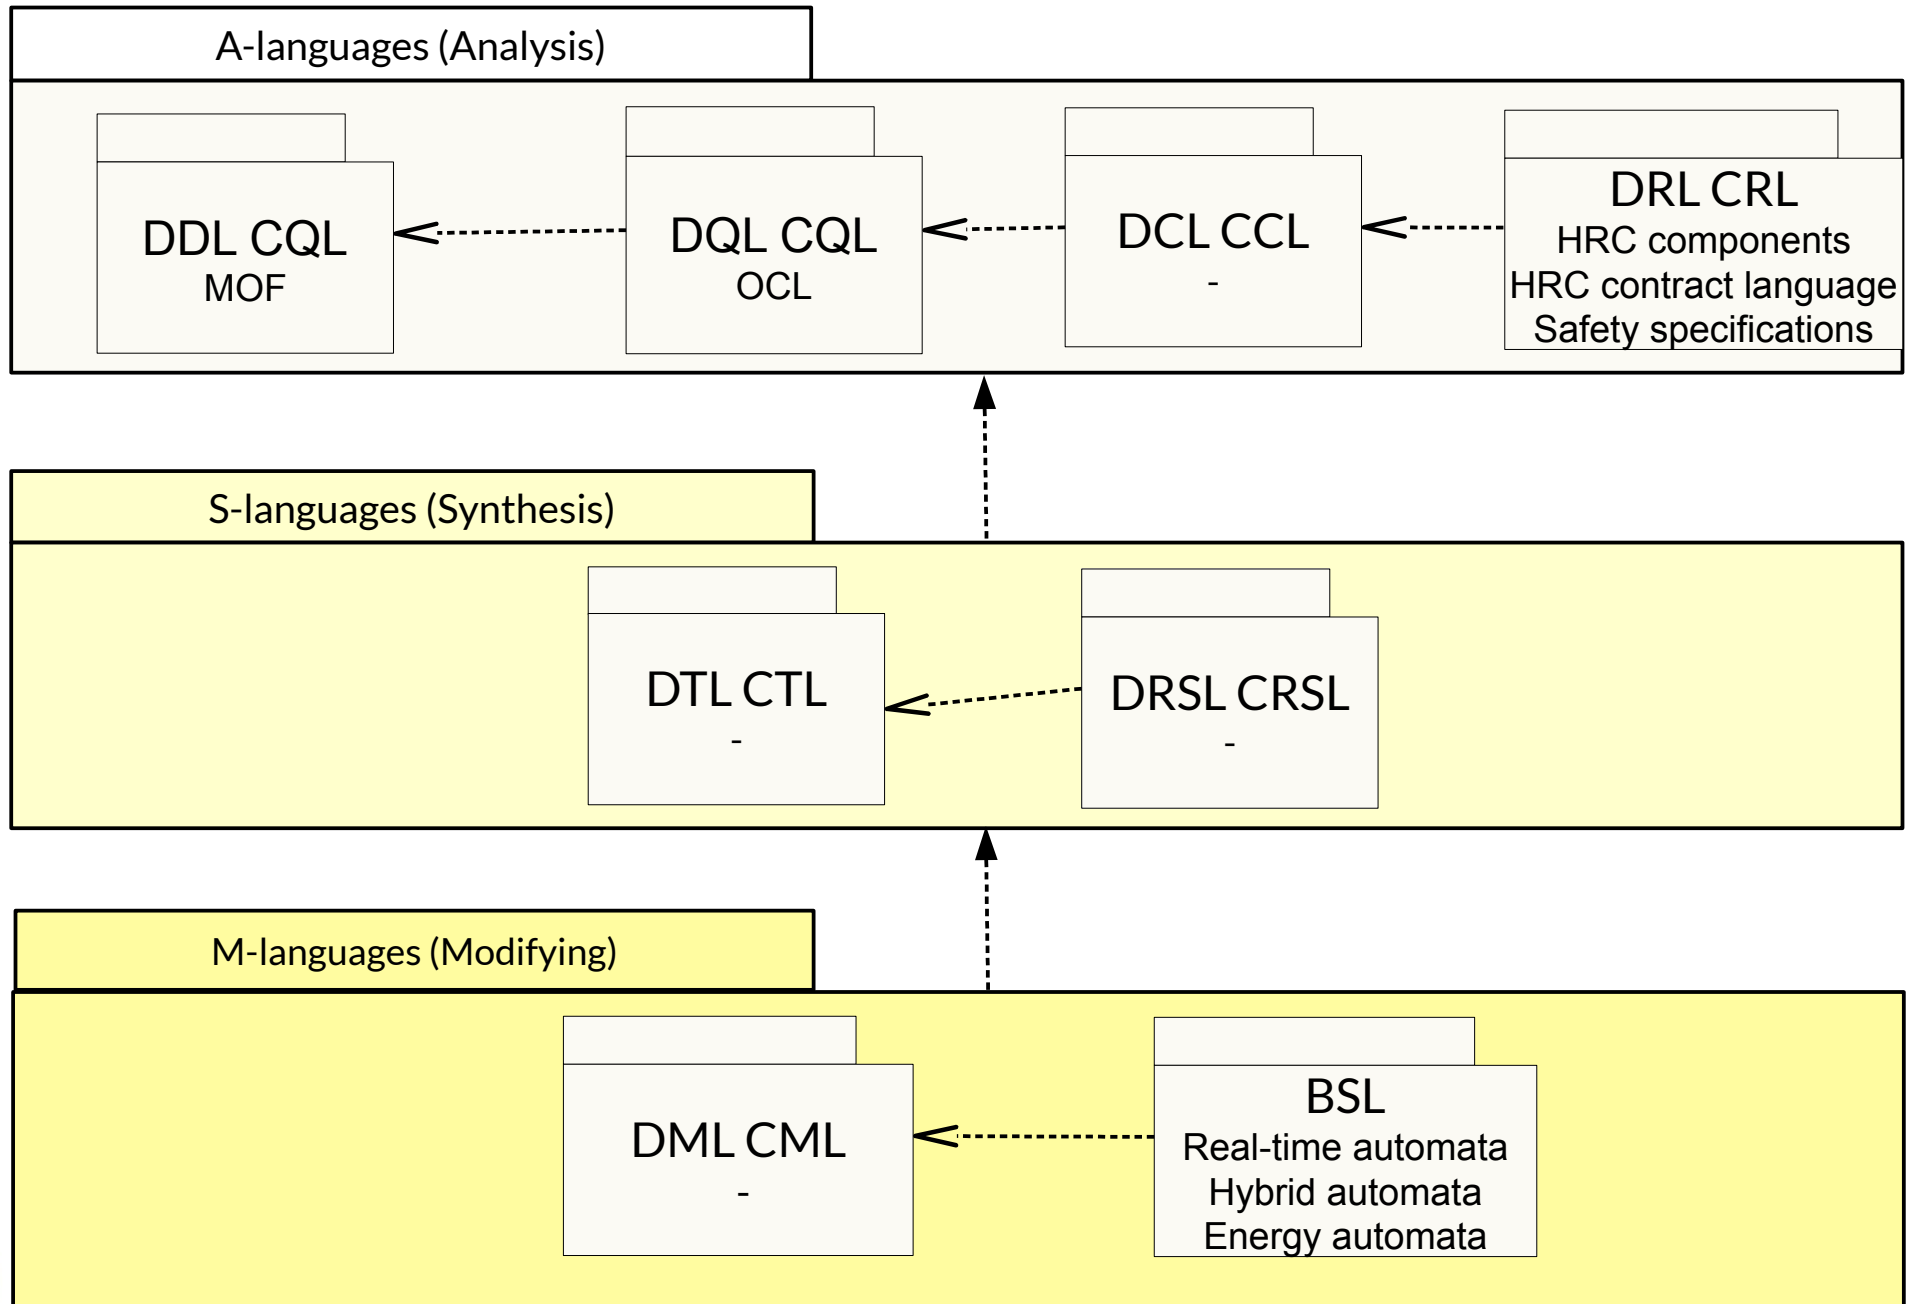 A-languages (Analysis)
DDL CQL
MOF
DQL CQL
OCL
DCL CCL
-
DRL CRL
HRC components
HRC contract language
Safety specifications
S-languages (Synthesis)
DTL CTL
-
DRSL CRSL
-
M-languages (Modifying)
DML CML
-
BSL
Real-time automata
Hybrid automata
Energy automata